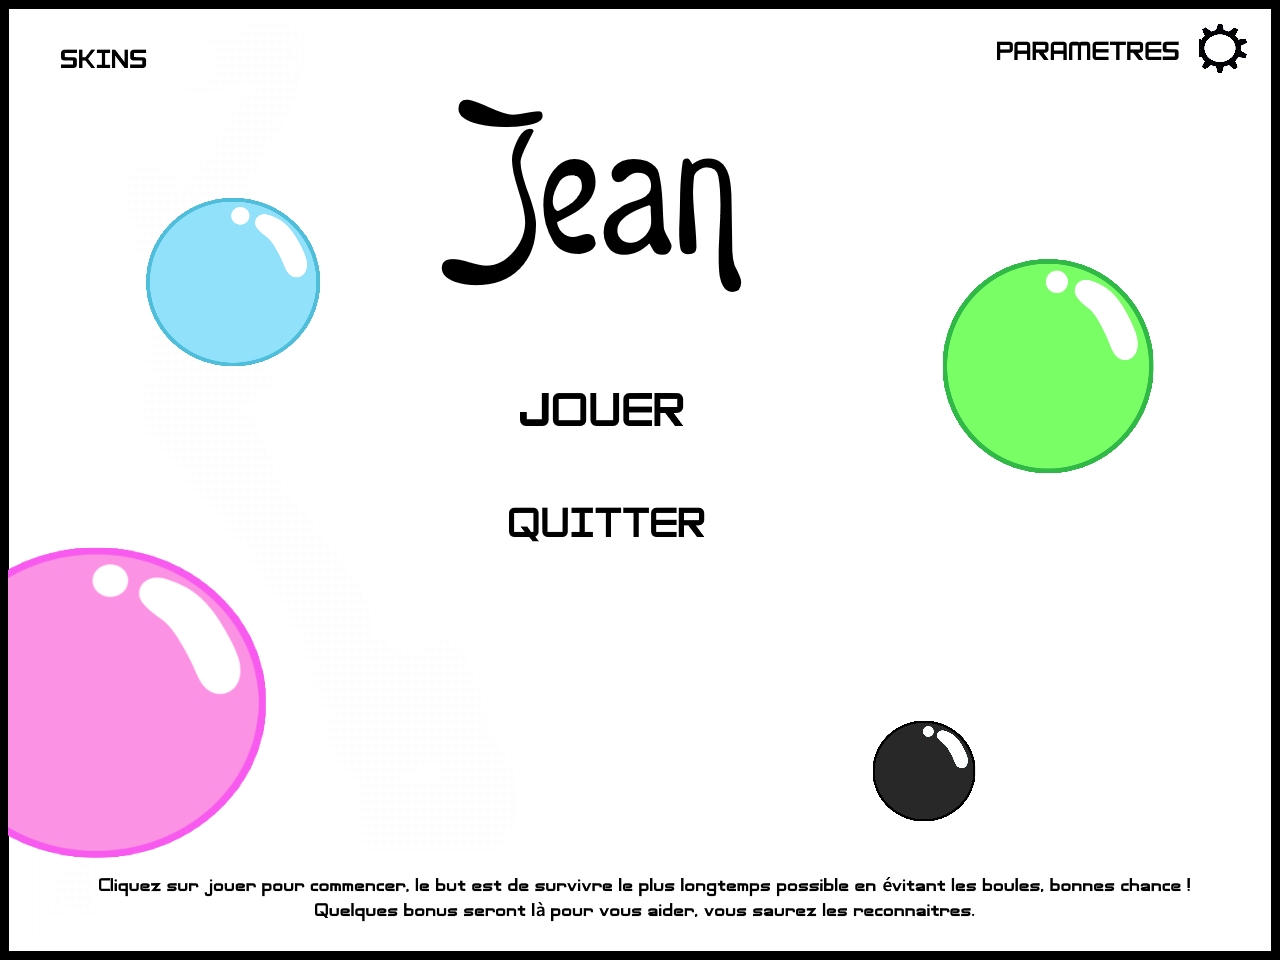 SKINS
PARAMETRES
Jean
JOUER
QUITTER
Cliquez sur jouer pour commencer, le but est de survivre le plus longtemps possible en évitant les boules, bonnes chance !
Quelques bonus seront là pour vous aider, vous saurez les reconnaitres.